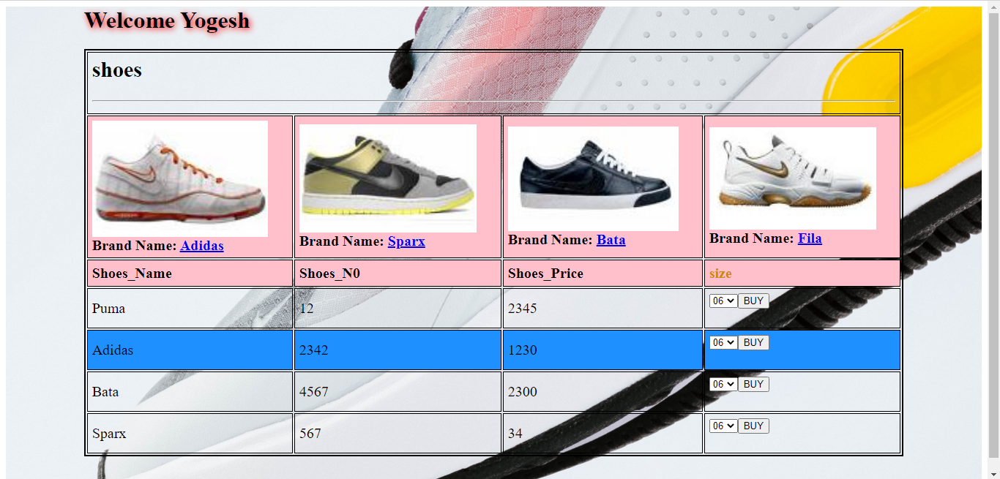 Welcome Yogesh
shoes
Brand Name: Adidas
Brand Name: Sparx
Brand Name: Bata
Brand Name: Fila
Shoes_Name Shoes_N0 Shoes_Price size
Puma 12 2345 06 BUY
Adidas 2342 1230 06 BUY
Bata 4567 2300 06 BUY
Sparx 567 34 06 BUY